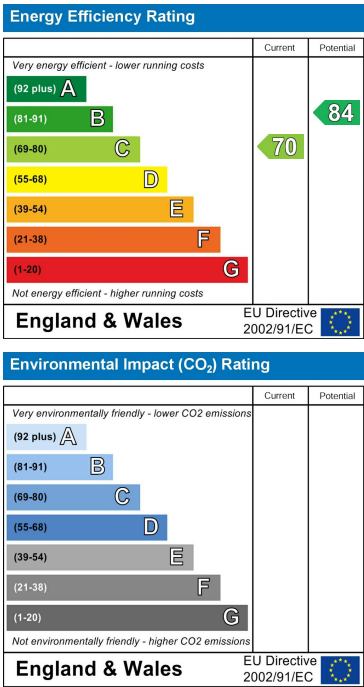 Energy Efficiency Rating
Current Potential
Very energy efficient - lower running costs
(92 plus) A
(81-91) B
84
(69-80) C
70
(55-68) D
(39-54) E
(21-38) F
(1-20) G
Not energy efficient - higher running costs
England & Wales
EU Directive
2002/91/EC
Environmental Impact (CO₂) Rating
Current Potential
Very environmentally friendly - lower CO2 emissions
(92 plus) A
(81-91) B
(69-80) C
(55-68) D
(39-54) E
(21-38) F
(1-20) G
Not environmentally friendly - higher CO2 emissions
England & Wales
EU Directive
2002/91/EC